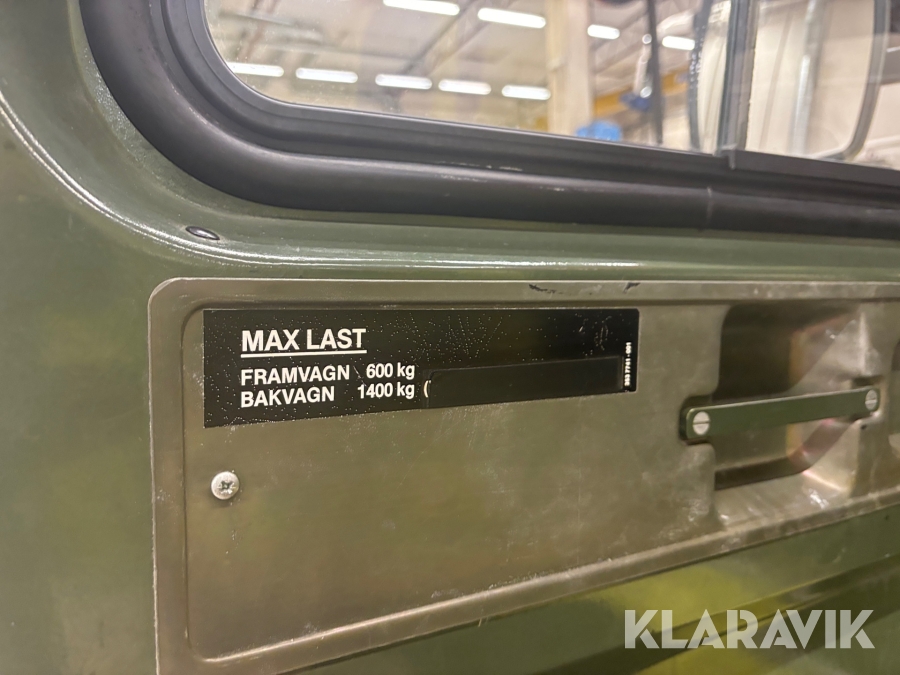 MAX LAST
FRAMVAGN 600 kg
BAKVAGN 1400 kg (
KLARAVIK